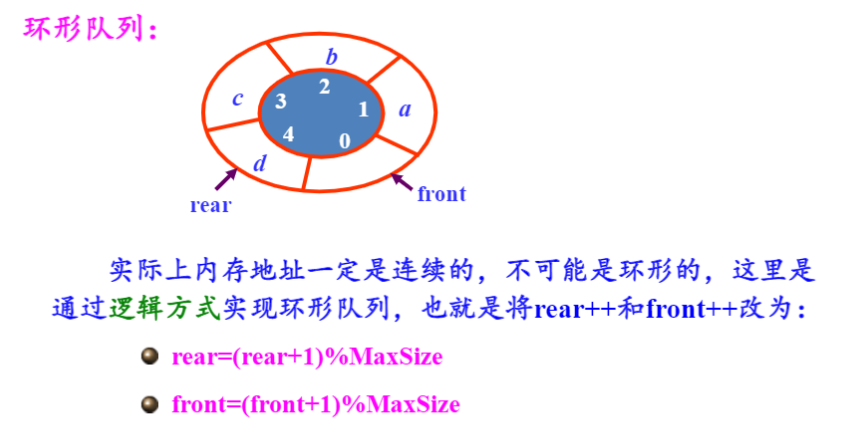 环形队列：
b
c
2
3
1
a
4
0
d
rear
front
实际上内存地址一定是连续的，不可能是环形的，这里是
通过逻辑方式实现环形队列，也就是将rear++和front++改为：
rear=(rear+1)%MaxSize
front=(front+1)%MaxSize